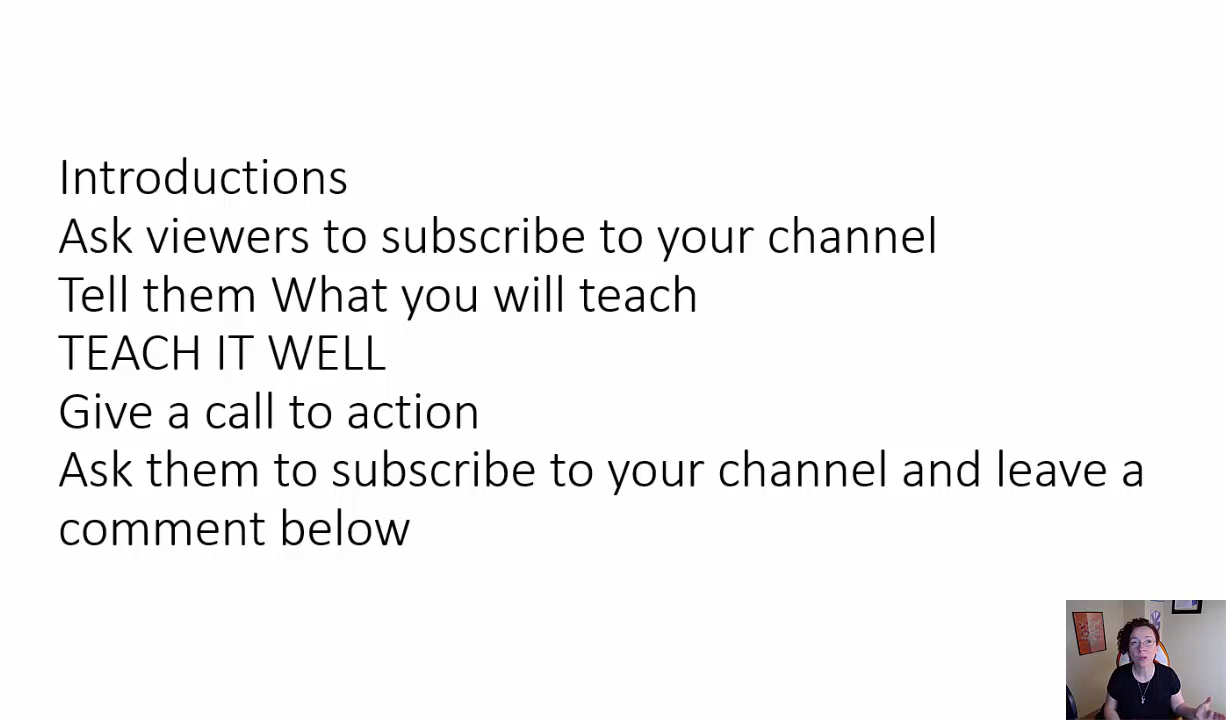 Introductions
Ask viewers to subscribe to your channel
Tell them What you will teach
TEACH IT WELL
Give a call to action
Ask them to subscribe to your channel and leave a
comment below